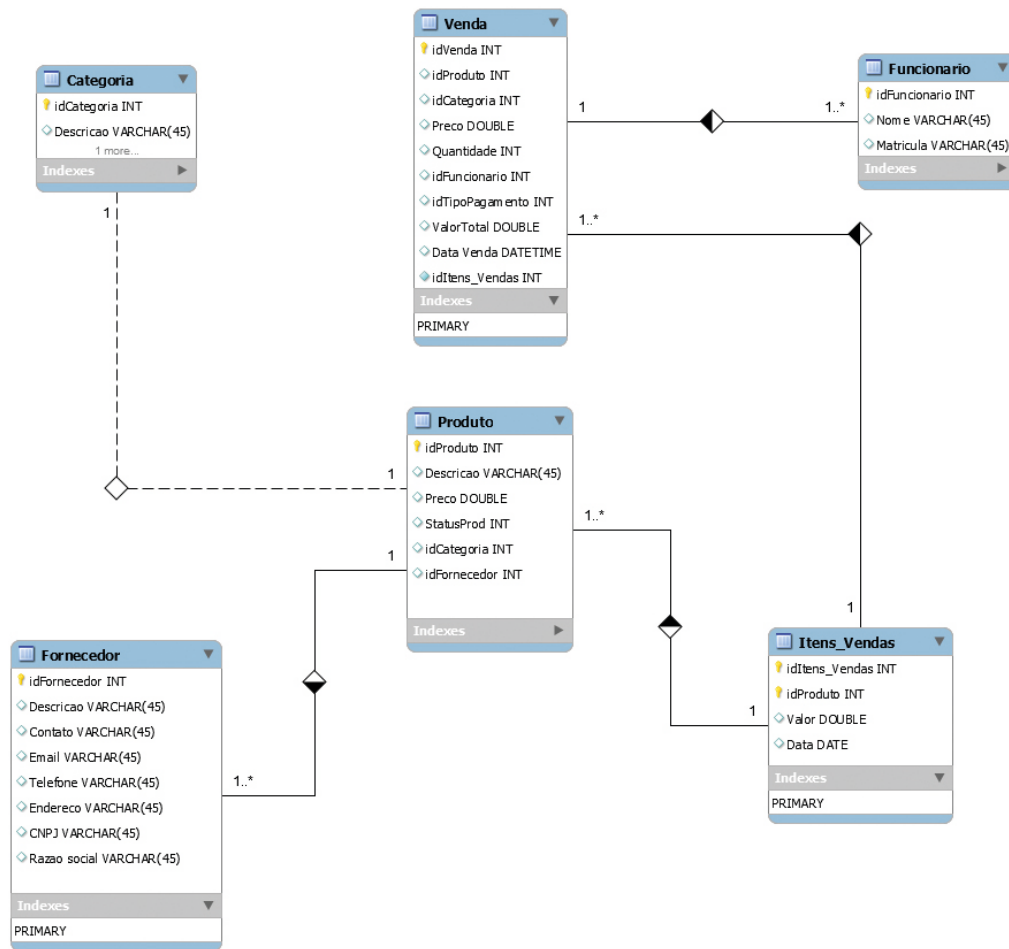 Venda
idVenda INT
idProduto INT
idCategoria INT
Preco DOUBLE
Quantidade INT
idFuncionario INT
idTipoPagamento INT
ValorTotal DOUBLE
Data Venda DATETIME
idItens_Vendas INT
Indexes
PRIMARY
Categoria
idCategoria INT
Descricao VARCHAR(45)
1 more...
Indexes
Funcionario
idFuncionario INT
Nome VARCHAR(45)
Matricula VARCHAR(45)
Indexes
1
1..*
1..*
1
1
1
Produto
idProduto INT
Descricao VARCHAR(45)
Preco DOUBLE
StatusProd INT
idCategoria INT
idFornecedor INT
Indexes
1..*
1
1
1..*
Fornecedor
idFornecedor INT
Descricao VARCHAR(45)
Contato VARCHAR(45)
Email VARCHAR(45)
Telefone VARCHAR(45)
Endereco VARCHAR(45)
CNPJ VARCHAR(45)
Razao social VARCHAR(45)
Indexes
PRIMARY
Itens_Vendas
idItens_Vendas INT
idProduto INT
Valor DOUBLE
Data DATE
Indexes
PRIMARY